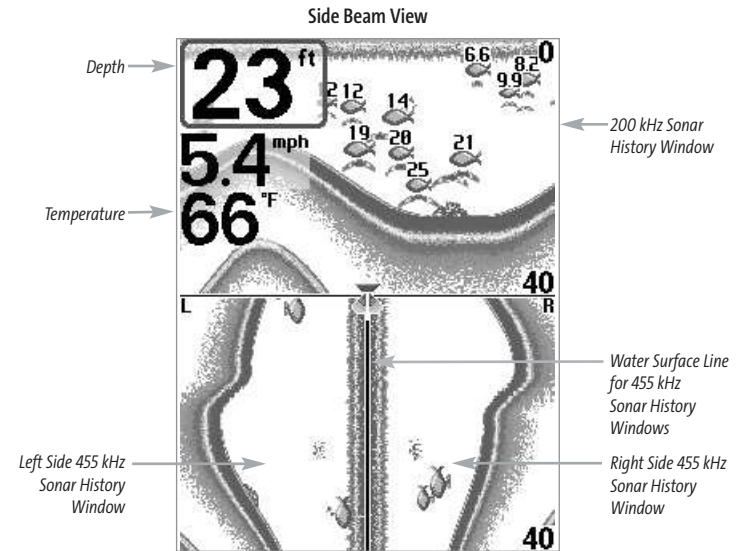 Side Beam View
Depth
23 ft
5.4 mph
Temperature
66 °F
0
6.6
8.2
9.9
12
14
19
20
21
25
40
200 kHz Sonar
History Window
L
R
Water Surface Line
for 455 kHz
Sonar History
Windows
Left Side 455 kHz
Sonar History
Window
Right Side 455 kHz
Sonar History
Window
40